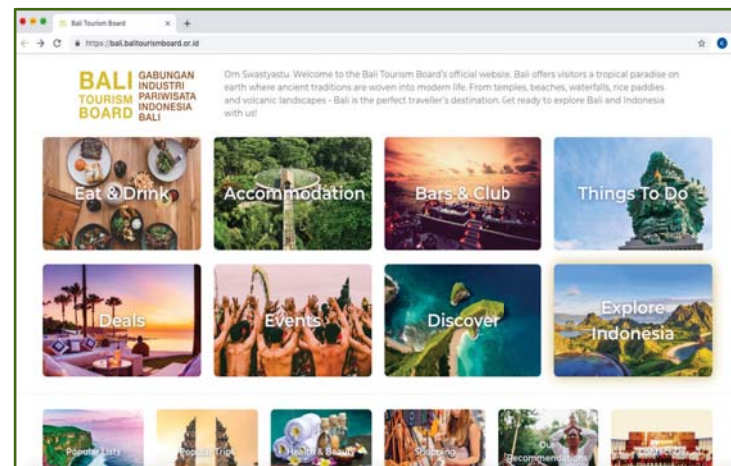 Bali Tourism Board
https://bali.balitourismboard.or.id
BALI
TOURISM
BOARD
GABUNGAN
INDUSTRI
PARIWISATA
INDONESIA
BALI
Om Swastyastu. Welcome to the Bali Tourism Board's official website. Bali offers visitors a tropical paradise on
earth where ancient traditions are woven into modern life. From temples, beaches, waterfalls, rice paddies
and volcanic landscapes - Bali is the perfect traveller's destination. Get ready to explore Bali and Indonesia
with us!
Eat & Drink
Accommodation
Bars & Club
Things To Do
Deals
Events
Discover
Explore
Indonesia
Popular Lists
Popular Trips
Health & Beauty
Shopping
Our
Recommendations
Contact Us